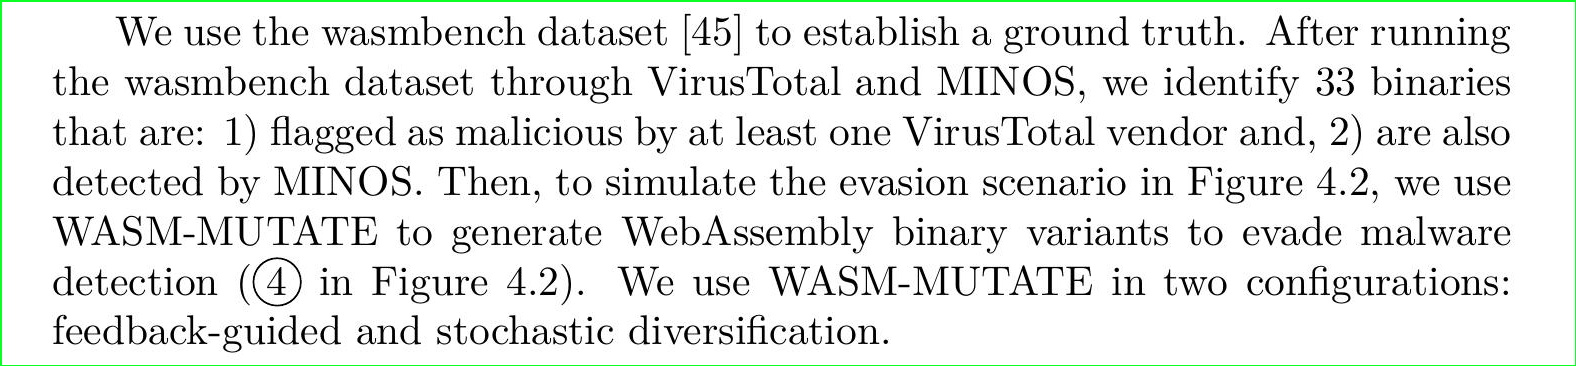 We use the wasmbench dataset [45] to establish a ground truth. After running
the wasmbench dataset through VirusTotal and MINOS, we identify 33 binaries
that are: 1) flagged as malicious by at least one VirusTotal vendor and, 2) are also
detected by MINOS. Then, to simulate the evasion scenario in Figure 4.2, we use
WASM-MUTATE to generate WebAssembly binary variants to evade malware
detection (④ in Figure 4.2). We use WASM-MUTATE in two configurations:
feedback-guided and stochastic diversification.